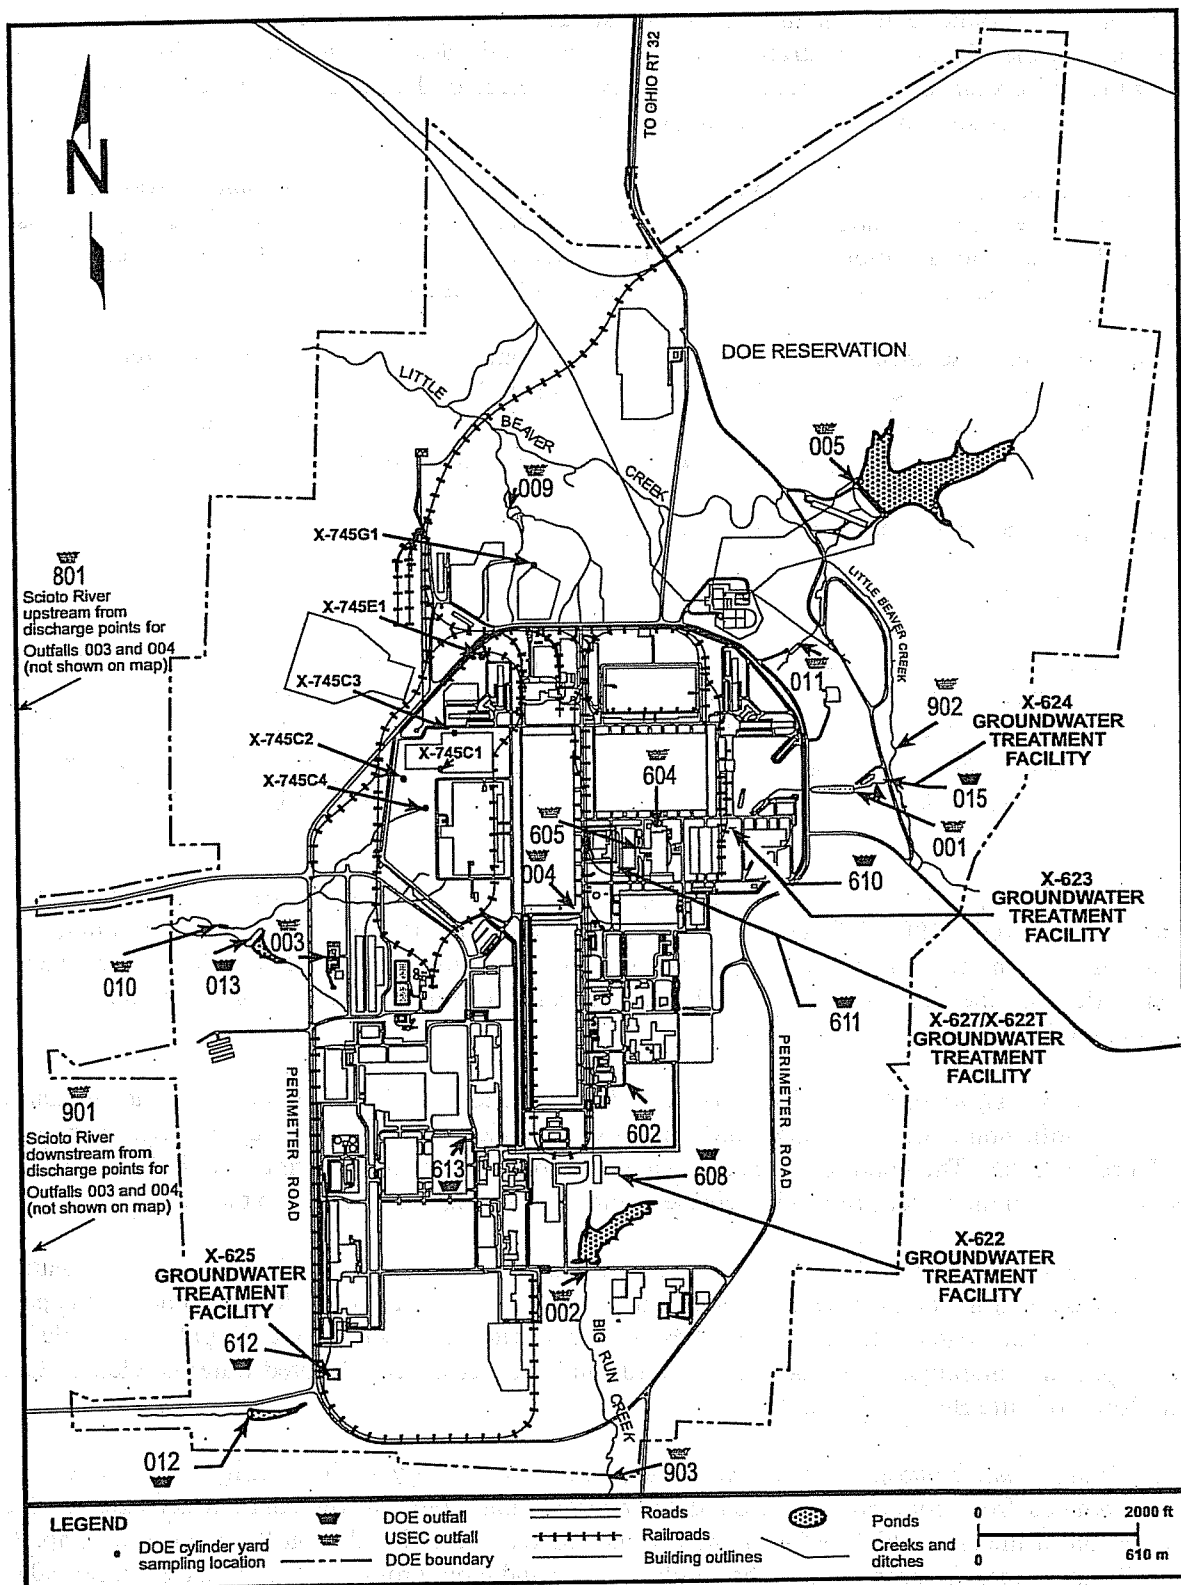 TO OHIO RT 32
N
DOE RESERVATION
LITTLE
BEAVER
CREEK
005
009
X-745G1
801
Scioto River
upstream from
discharge points for
Outfalls 003 and 004
(not shown on map)
X-745E1
LITTLE BEAVER CREEK
011
X-745C3
902
X-624
GROUNDWATER
TREATMENT
FACILITY
X-745C2
X-745C1
604
X-745C4
015
605
001
004
610
X-623
GROUNDWATER
TREATMENT
FACILITY
003
010
013
611
X-627/X-622T
GROUNDWATER
TREATMENT
FACILITY
PERIMETER ROAD
PERIMETER ROAD
901
Scioto River
downstream from
discharge points for
Outfalls 003 and 004
(not shown on map)
602
613
608
X-622
GROUNDWATER
TREATMENT
FACILITY
X-625
GROUNDWATER
TREATMENT
FACILITY
002
612
BIG RUN CREEK
012
903
LEGEND
DOE cylinder yard
sampling location
DOE outfall
USEC outfall
DOE boundary
Roads
Railroads
Building outlines
Ponds
Creeks and
ditches
0 2000 ft
0 610 m